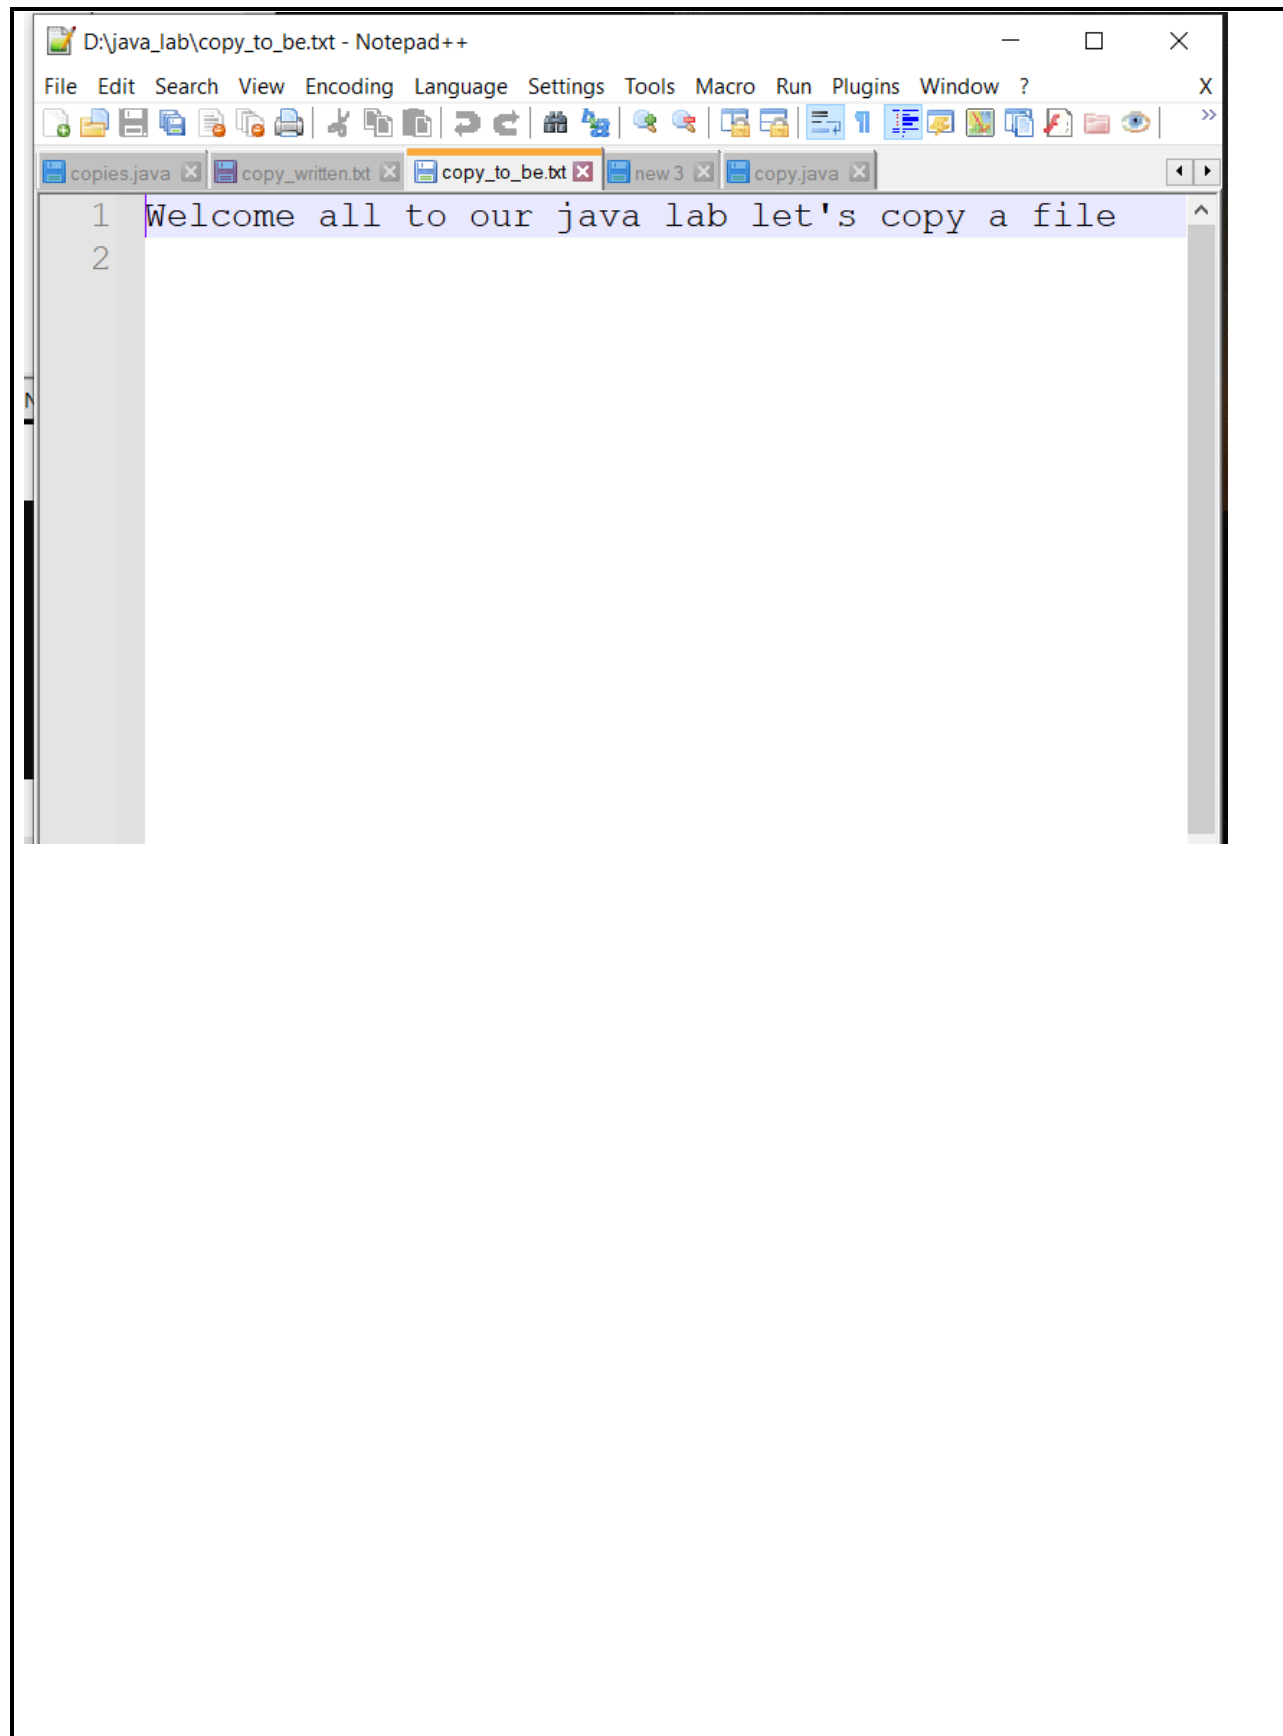 D:\java_lab\copy_to_be.txt - Notepad++
File Edit Search View Encoding Language Settings Tools Macro Run Plugins Window ? X
copies.java copy_written.txt copy_to_be.txt new 3 copy.java
1 Welcome all to our java lab let's copy a file
2